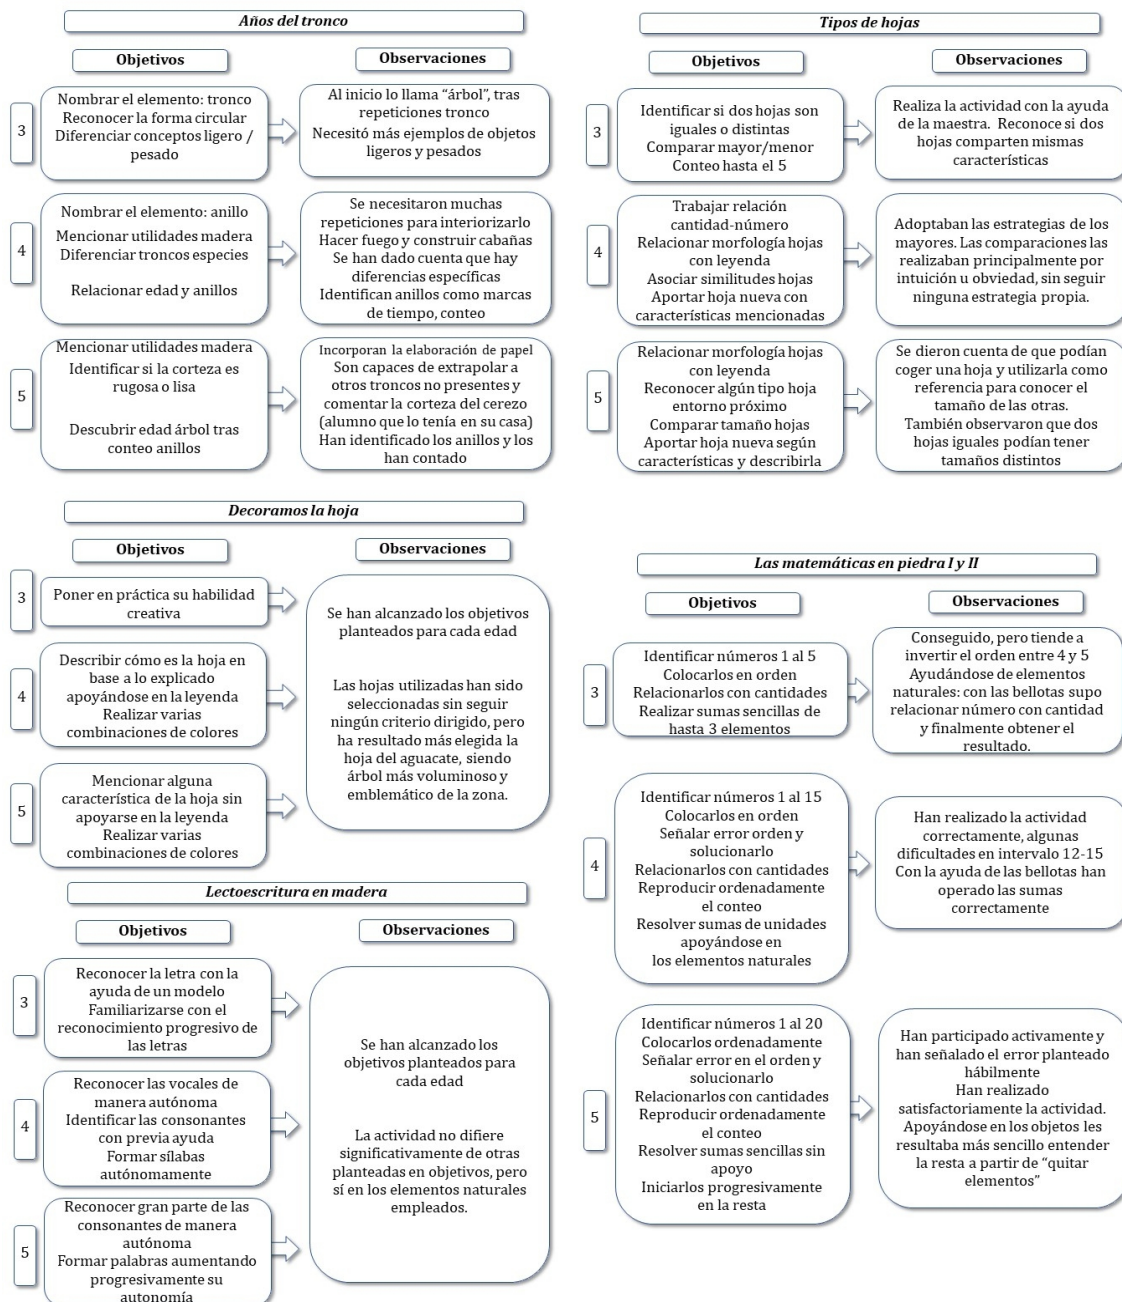 Años del tronco
Objetivos
Observaciones
3
Nombrar el elemento: tronco
Reconocer la forma circular
Diferenciar conceptos ligero /
pesado
Al inicio lo llama “árbol”, tras
repeticiones tronco
Necesitó más ejemplos de objetos
ligeros y pesados
4
Nombrar el elemento: anillo
Mencionar utilidades madera
Diferenciar troncos especies
Relacionar edad y anillos
Se necesitaron muchas
repeticiones para interiorizarlo
Hacer fuego y construir cabañas
Se han dado cuenta que hay
diferencias específicas
Identifican anillos como marcas
de tiempo, conteo
5
Mencionar utilidades madera
Identificar si la corteza es
rugosa o lisa
Descubrir edad árbol tras
conteo anillos
Incorporan la elaboración de papel
Son capaces de extrapolar a
otros troncos no presentes y
comentar la corteza del cerezo
(alumno que lo tenía en su casa)
Han identificado los anillos y los
han contado
Tipos de hojas
Objetivos
Observaciones
3
Identificar si dos hojas son
iguales o distintas
Comparar mayor/menor
Conteo hasta el 5
Realiza la actividad con la ayuda
de la maestra. Reconoce si dos
hojas comparten mismas
características
4
Trabajar relación
cantidad-número
Relacionar morfología hojas
con leyenda
Asociar similitudes hojas
Aportar hoja nueva con
características mencionadas
Adoptaban las estrategias de los
mayores. Las comparaciones las
realizaban principalmente por
intuición u obviedad, sin seguir
ninguna estrategia propia.
5
Relacionar morfología hojas
con leyenda
Reconocer algún tipo hoja
entorno próximo
Comparar tamaño hojas
Aportar hoja nueva según
características y describirla
Se dieron cuenta de que podían
coger una hoja y utilizarla como
referencia para conocer el
tamaño de las otras.
También observaron que dos
hojas iguales podían tener
tamaños distintos
Decoramos la hoja
Objetivos
Observaciones
3
Poner en práctica su habilidad
creativa
4
Describir cómo es la hoja en
base a lo explicado
apoyándose en la leyenda
Realizar varias
combinaciones de colores
5
Mencionar alguna
característica de la hoja sin
apoyarse en la leyenda
Realizar varias
combinaciones de colores
Se han alcanzado los objetivos
planteados para cada edad
Las hojas utilizadas han sido
seleccionadas sin seguir
ningún criterio dirigido, pero
ha resultado más elegida la
hoja del aguacate, siendo
árbol más voluminoso y
emblemático de la zona.
Lectoescritura en madera
Objetivos
Observaciones
3
Reconocer la letra con la
ayuda de un modelo
Familiarizarse con el
reconocimiento progresivo de
las letras
4
Reconocer las vocales de
manera autónoma
Identificar las consonantes
con previa ayuda
Formar sílabas
autónomamente
5
Reconocer gran parte de las
consonantes de manera
autónoma
Formar palabras aumentando
progresivamente su
autonomía
Se han alcanzado los
objetivos planteados para
cada edad
La actividad no difiere
significativamente de otras
planteadas en objetivos, pero
sí en los elementos naturales
empleados.
Las matemáticas en piedra I y II
Objetivos
Observaciones
3
Identificar números 1 al 5
Colocarlos en orden
Relacionarlos con cantidades
Realizar sumas sencillas de
hasta 3 elementos
Conseguido, pero tiende a
invertir el orden entre 4 y 5
Ayudándose de elementos
naturales: con las bellotas supo
relacionar número con cantidad
y finalmente obtener el
resultado.
4
Identificar números 1 al 15
Colocarlos en orden
Señalar error orden y
solucionarlo
Relacionarlos con cantidades
Reproducir ordenadamente
el conteo
Resolver sumas de unidades
apoyándose en
los elementos naturales
Han realizado la actividad
correctamente, algunas
dificultades en intervalo 12-15
Con la ayuda de las bellotas han
operado las sumas
correctamente
5
Identificar números 1 al 20
Colocarlos ordenadamente
Señalar error en el orden y
solucionarlo
Relacionarlos con cantidades
Reproducir ordenadamente
el conteo
Resolver sumas sencillas sin
apoyo
Iniciarlos progresivamente
en la resta
Han participado activamente y
han señalado el error planteado
hábilmente
Han realizado
satisfactoriamente la actividad.
Apoyándose en los objetos les
resultaba más sencillo entender
la resta a partir de “quitar
elementos”